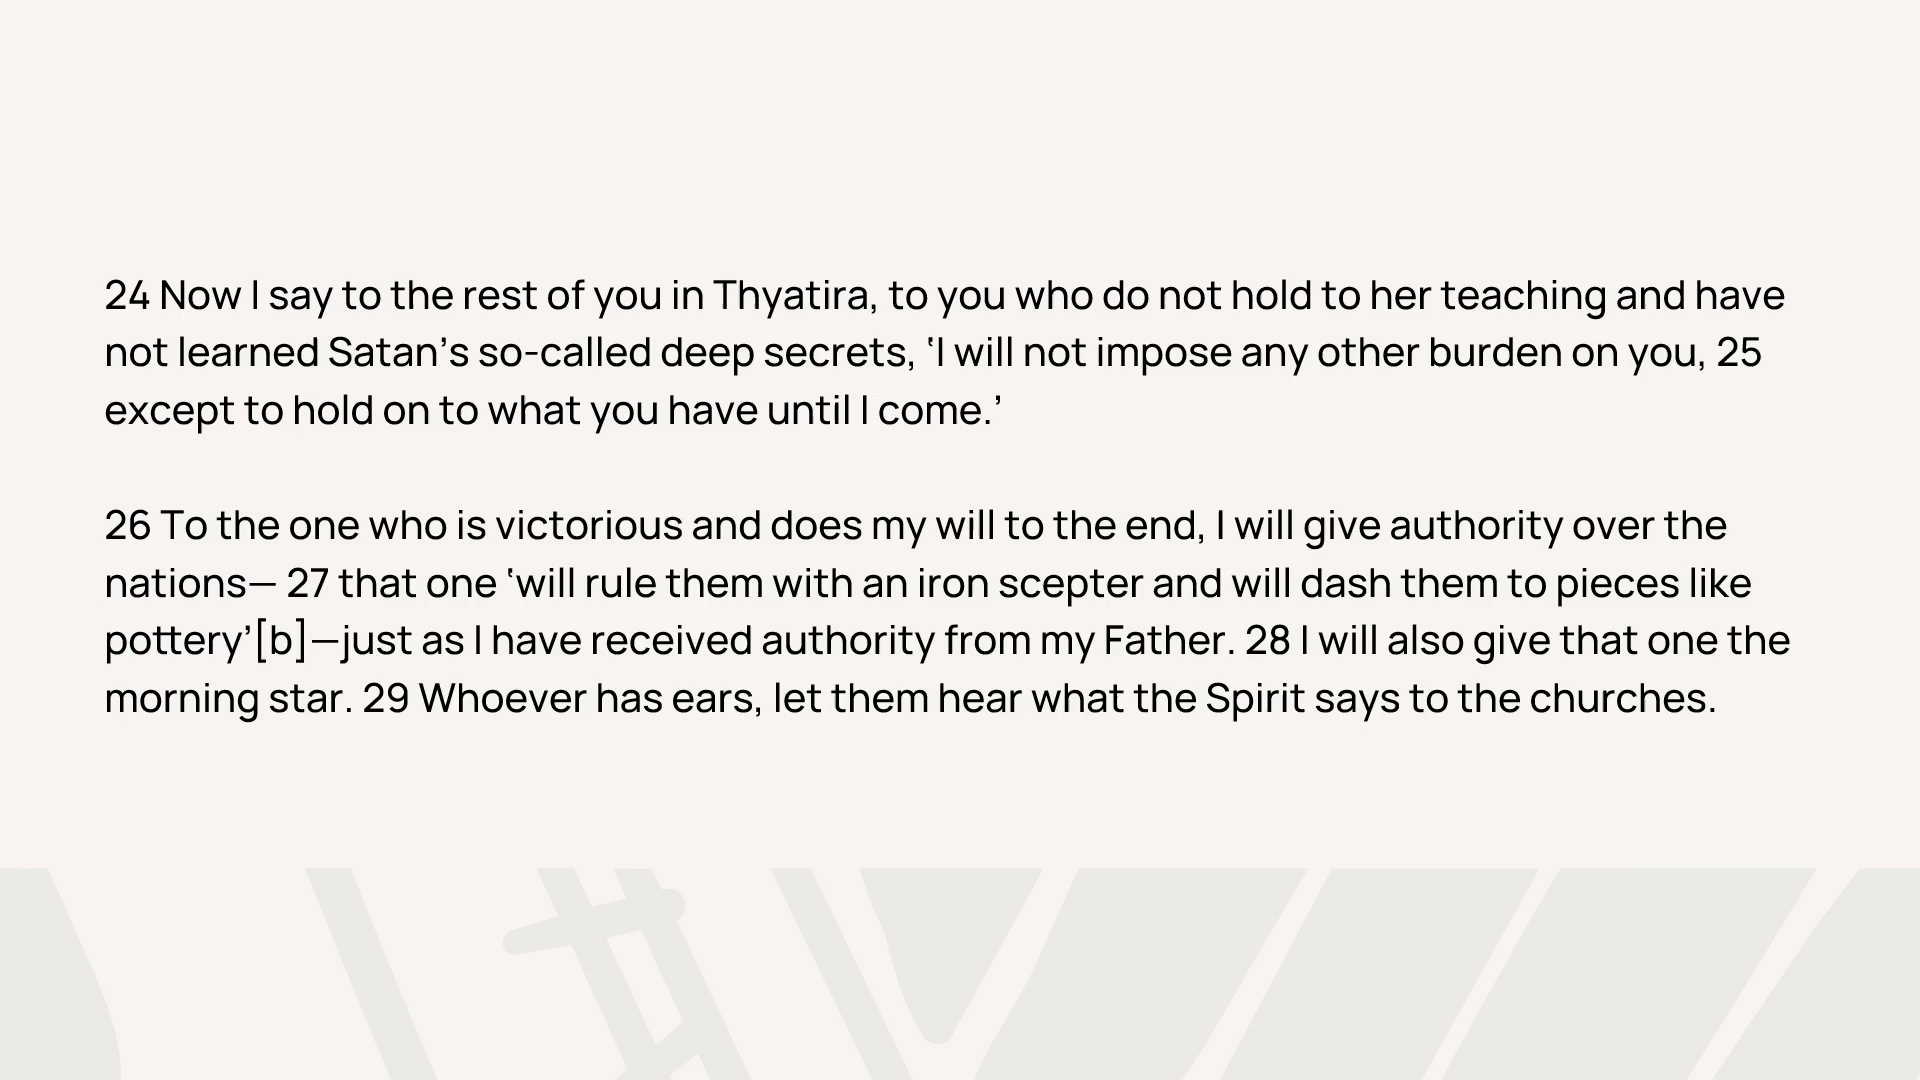 24 Now I say to the rest of you in Thyatira, to you who do not hold to her teaching and have
not learned Satan’s so-called deep secrets, ‘I will not impose any other burden on you, 25
except to hold on to what you have until I come.’
26 To the one who is victorious and does my will to the end, I will give authority over the
nations— 27 that one ‘will rule them with an iron scepter and will dash them to pieces like
pottery’[b]—just as I have received authority from my Father. 28 I will also give that one the
morning star. 29 Whoever has ears, let them hear what the Spirit says to the churches.